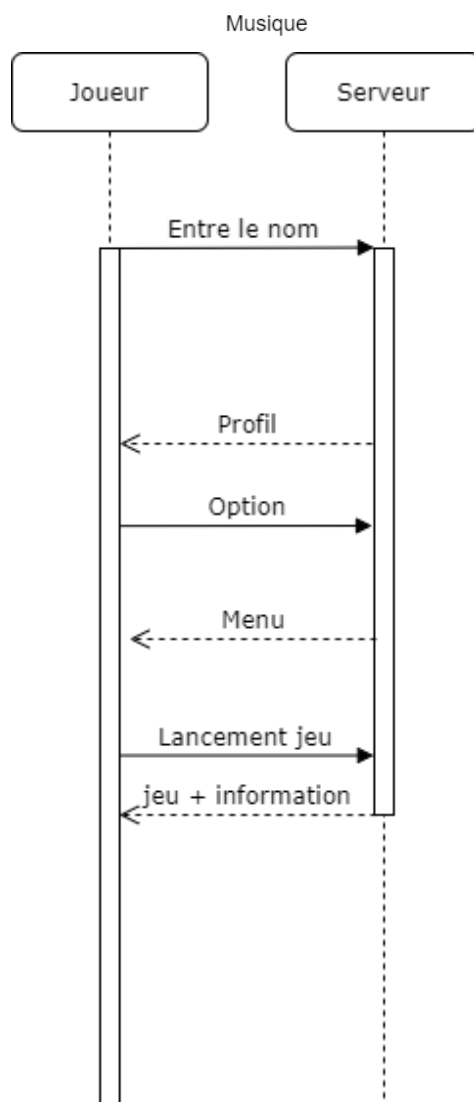 Musique
Joueur
Serveur
Entre le nom
Profil
Option
Menu
Lancement jeu
jeu + information